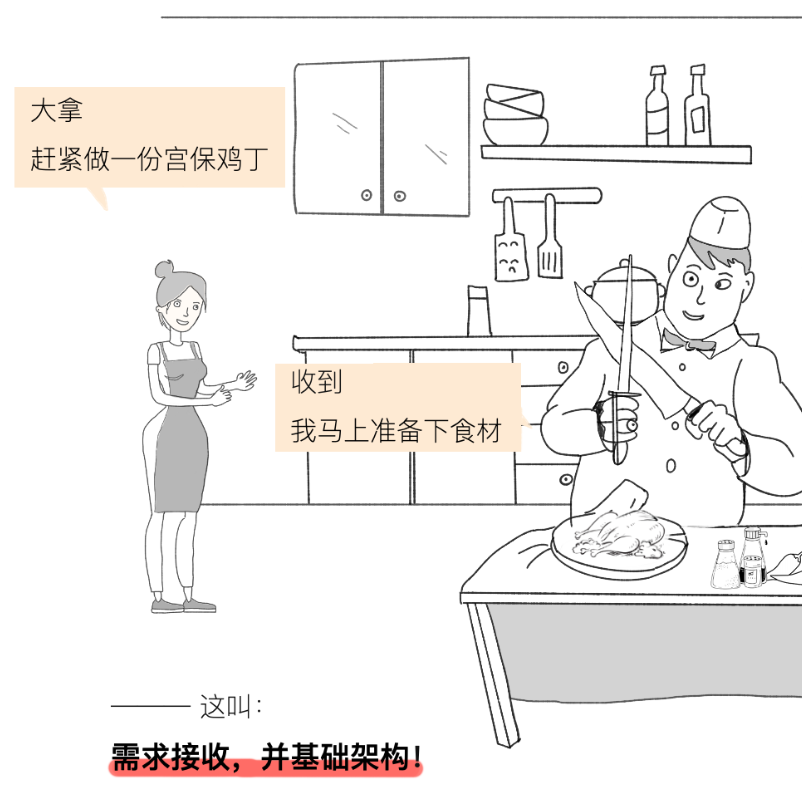 大拿
赶紧做一份宫保鸡丁
收到
我马上准备下食材
——— 这叫：
需求接收，并基础架构！